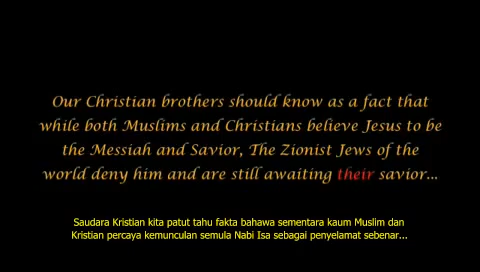 Our Christian brothers should know as a fact that
while both Muslims and Christians believe Jesus to be
the Messiah and Savior, The Zionist Jews of the
world deny him and are still awaiting their savior...
Saudara Kristian kita patut tahu fakta bahawa sementara kaum Muslim dan
Kristian percaya kemunculan semula Nabi Isa sebagai penyelamat sebenar...